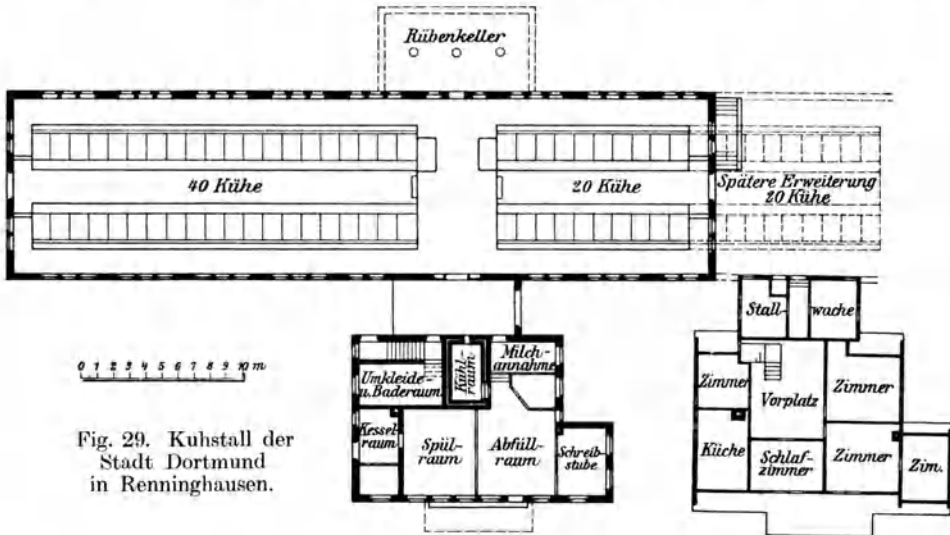 Rübenkeller
40 Kühe
20 Kühe
Spätere Erweiterung
20 Kühe
Stall-
wache
0 1 2 3 4 5 6 7 8 9 10 m
Umkleide-
u. Baderaum
Kühl-
raum
Milch-
annahme
Kessel-
raum
Spül-
raum
Abfüll-
raum
Schreib-
stube
Zimmer
Vorplatz
Zimmer
Küche
Schlaf-
zimmer
Zimmer
Zim.
Fig. 29. Kuhstall der
Stadt Dortmund
in Renninghausen.